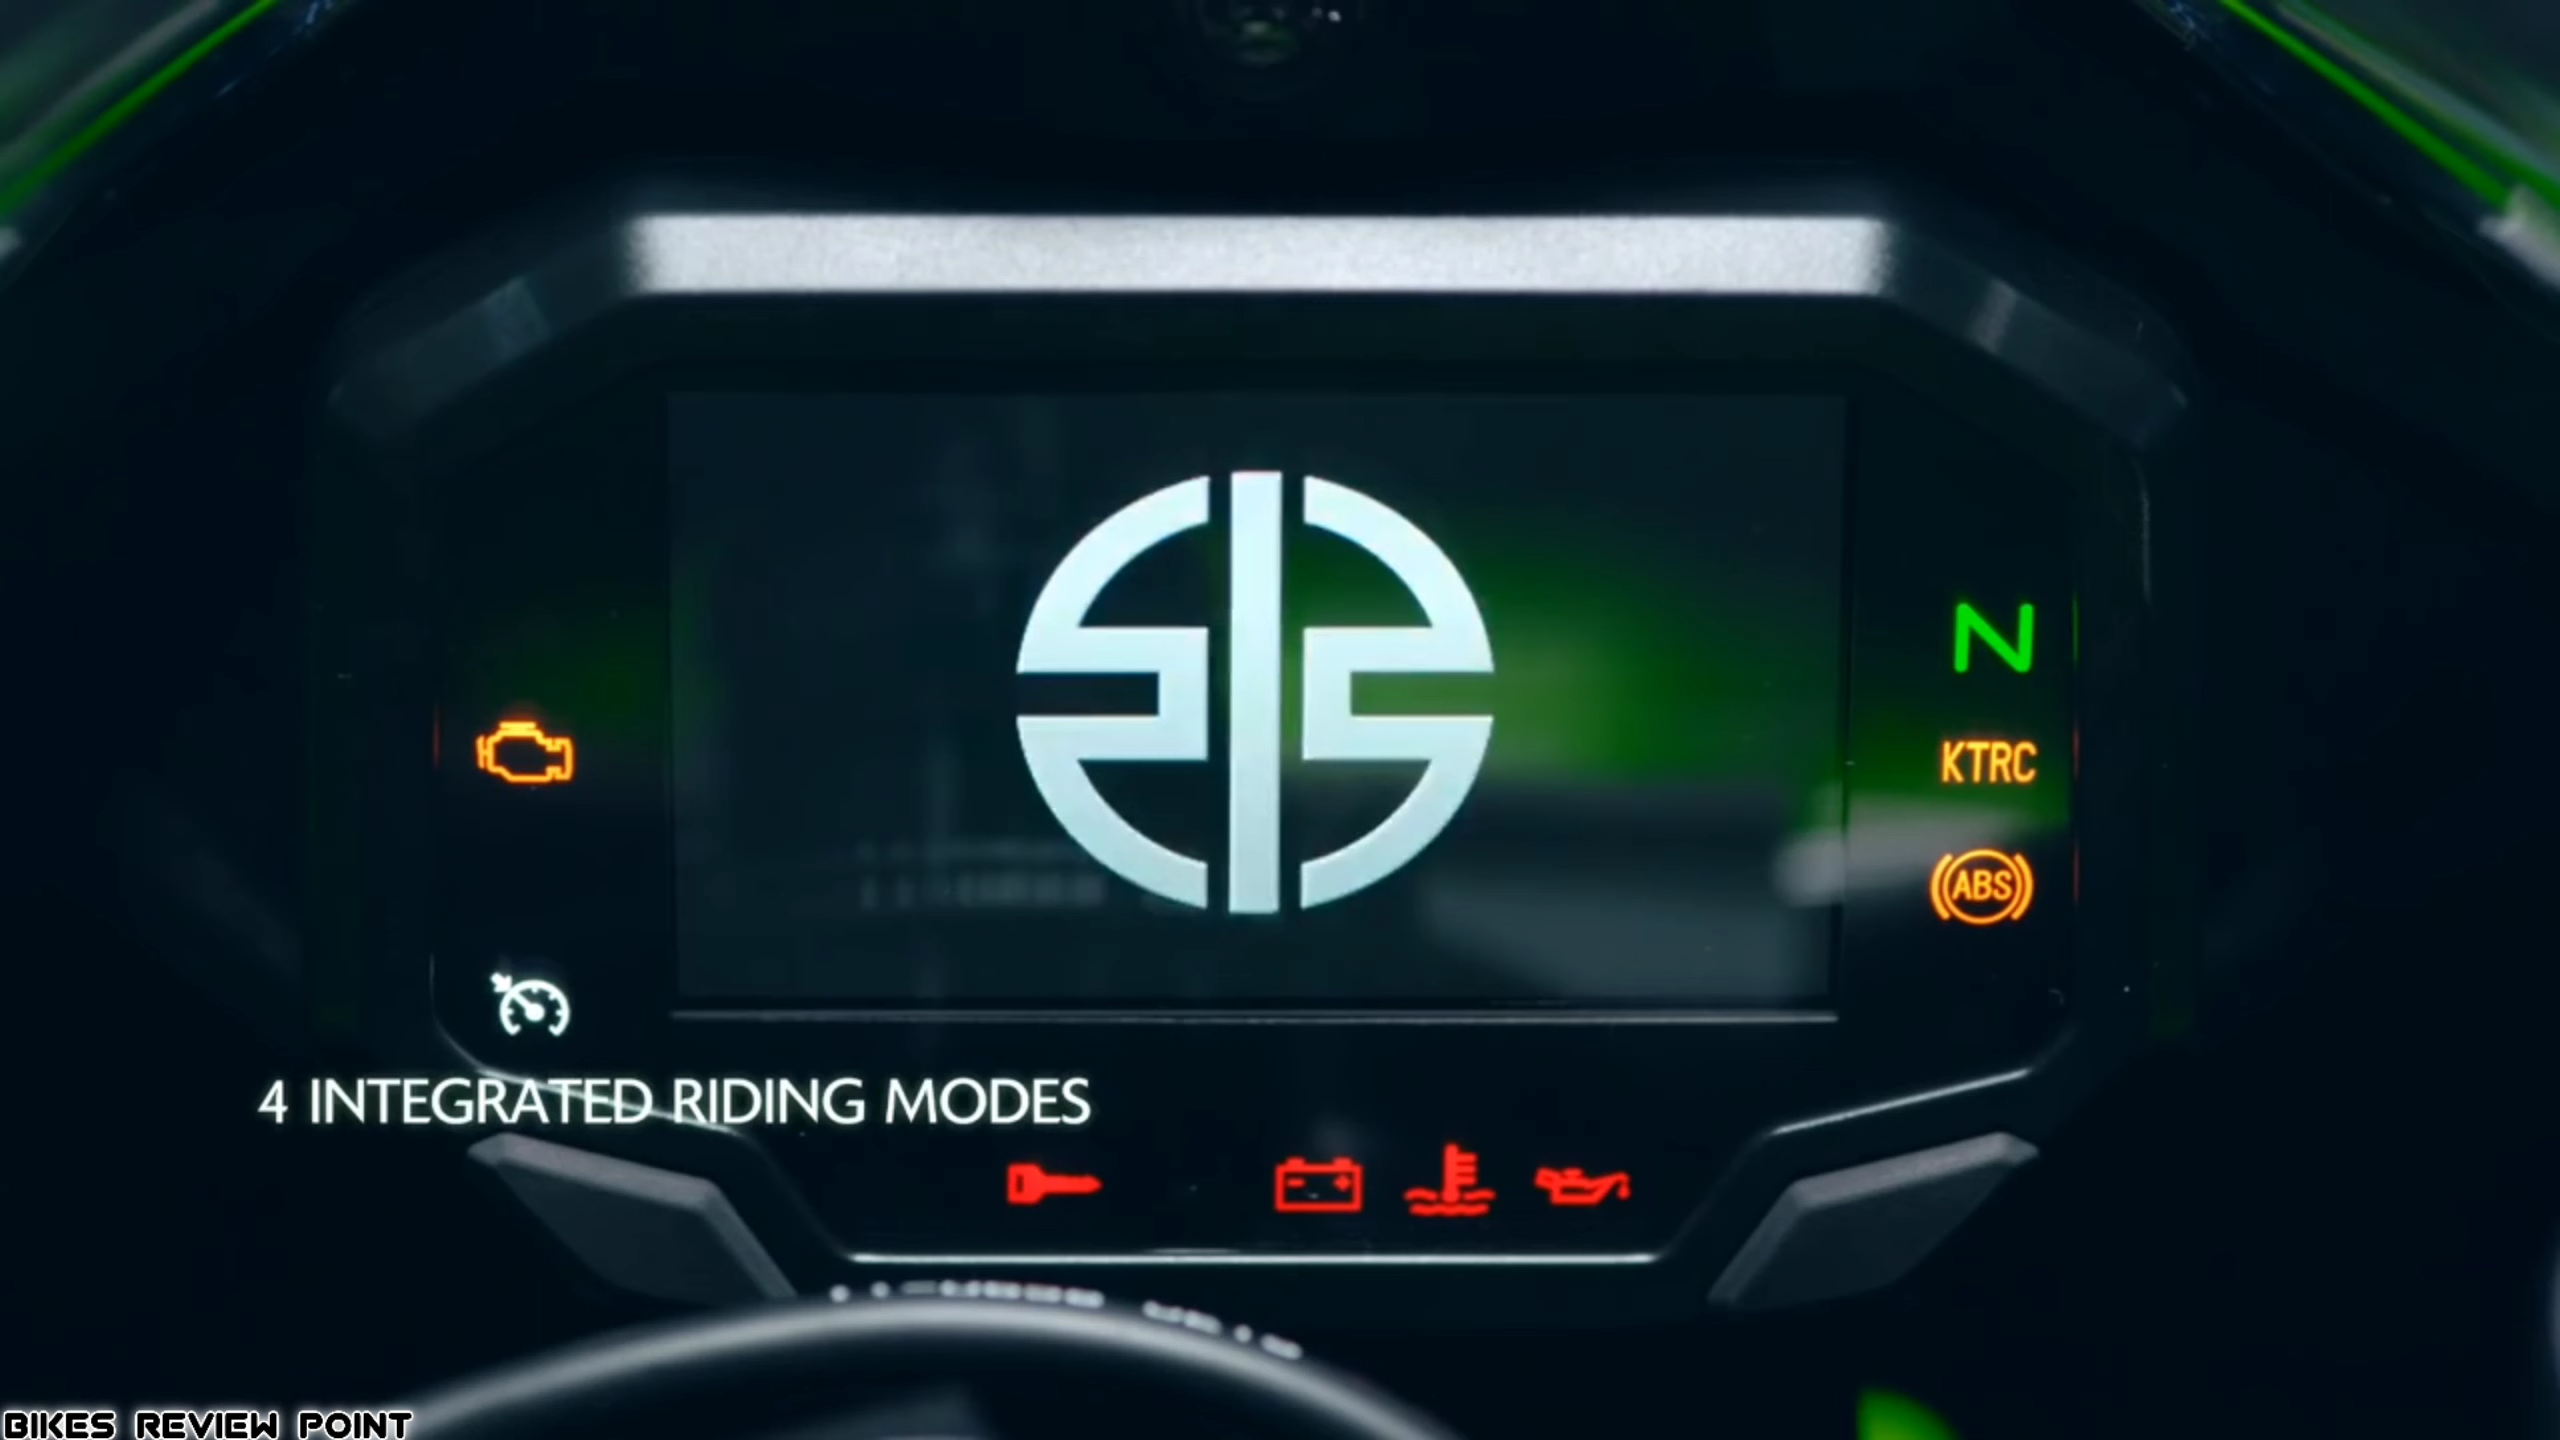 N
KTRC
ABS
4 INTEGRATED RIDING MODES
BIKES REVIEW POINT